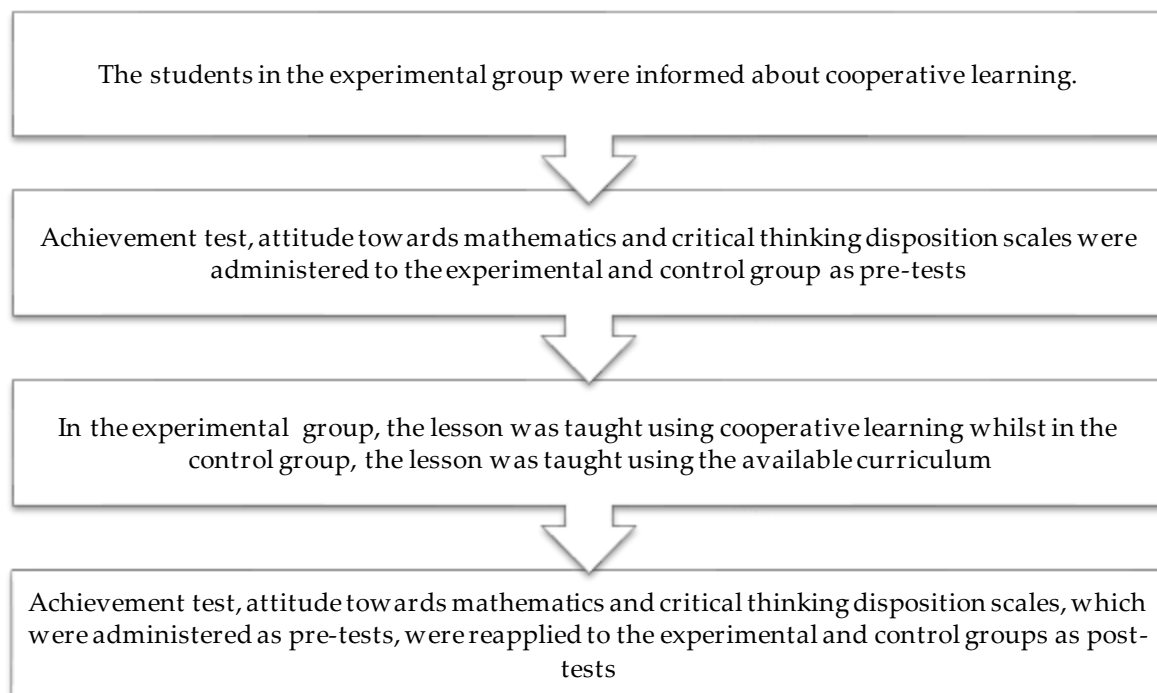 The students in the experimental group were informed about cooperative learning.
Achievement test, attitude towards mathematics and critical thinking disposition scales were
administered to the experimental and control group as pre-tests
In the experimental group, the lesson was taught using cooperative learning whilst in the
control group, the lesson was taught using the available curriculum
Achievement test, attitude towards mathematics and critical thinking disposition scales, which
were administered as pre-tests, were reapplied to the experimental and control groups as post-
tests